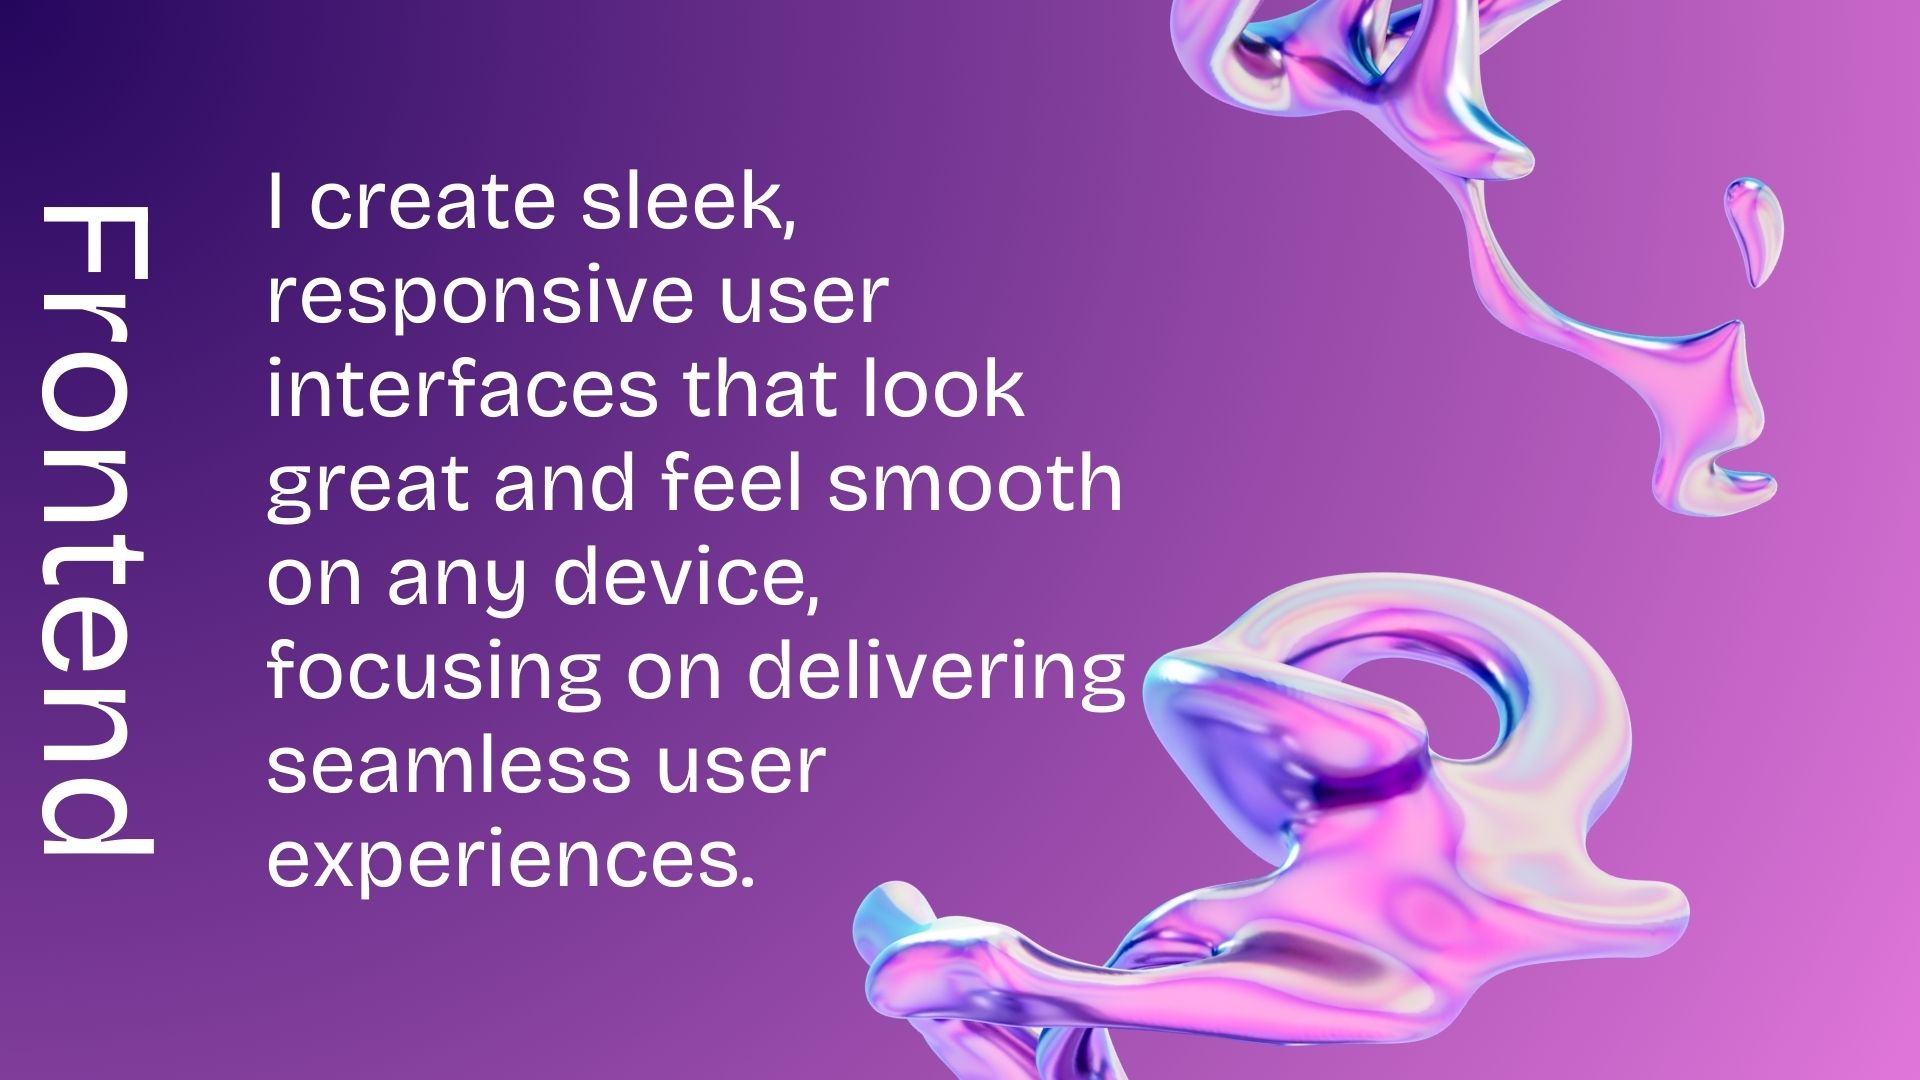 Frontend
I create sleek,
responsive user
interfaces that look
great and feel smooth
on any device,
focusing on delivering
seamless user
experiences.